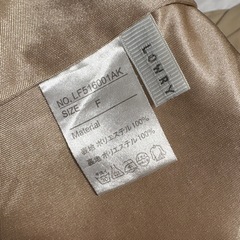 LOWRY
NO.LF516001AK
SIZE F
Material
表地 ポリエステル100%
裏地 ポリエステル100%